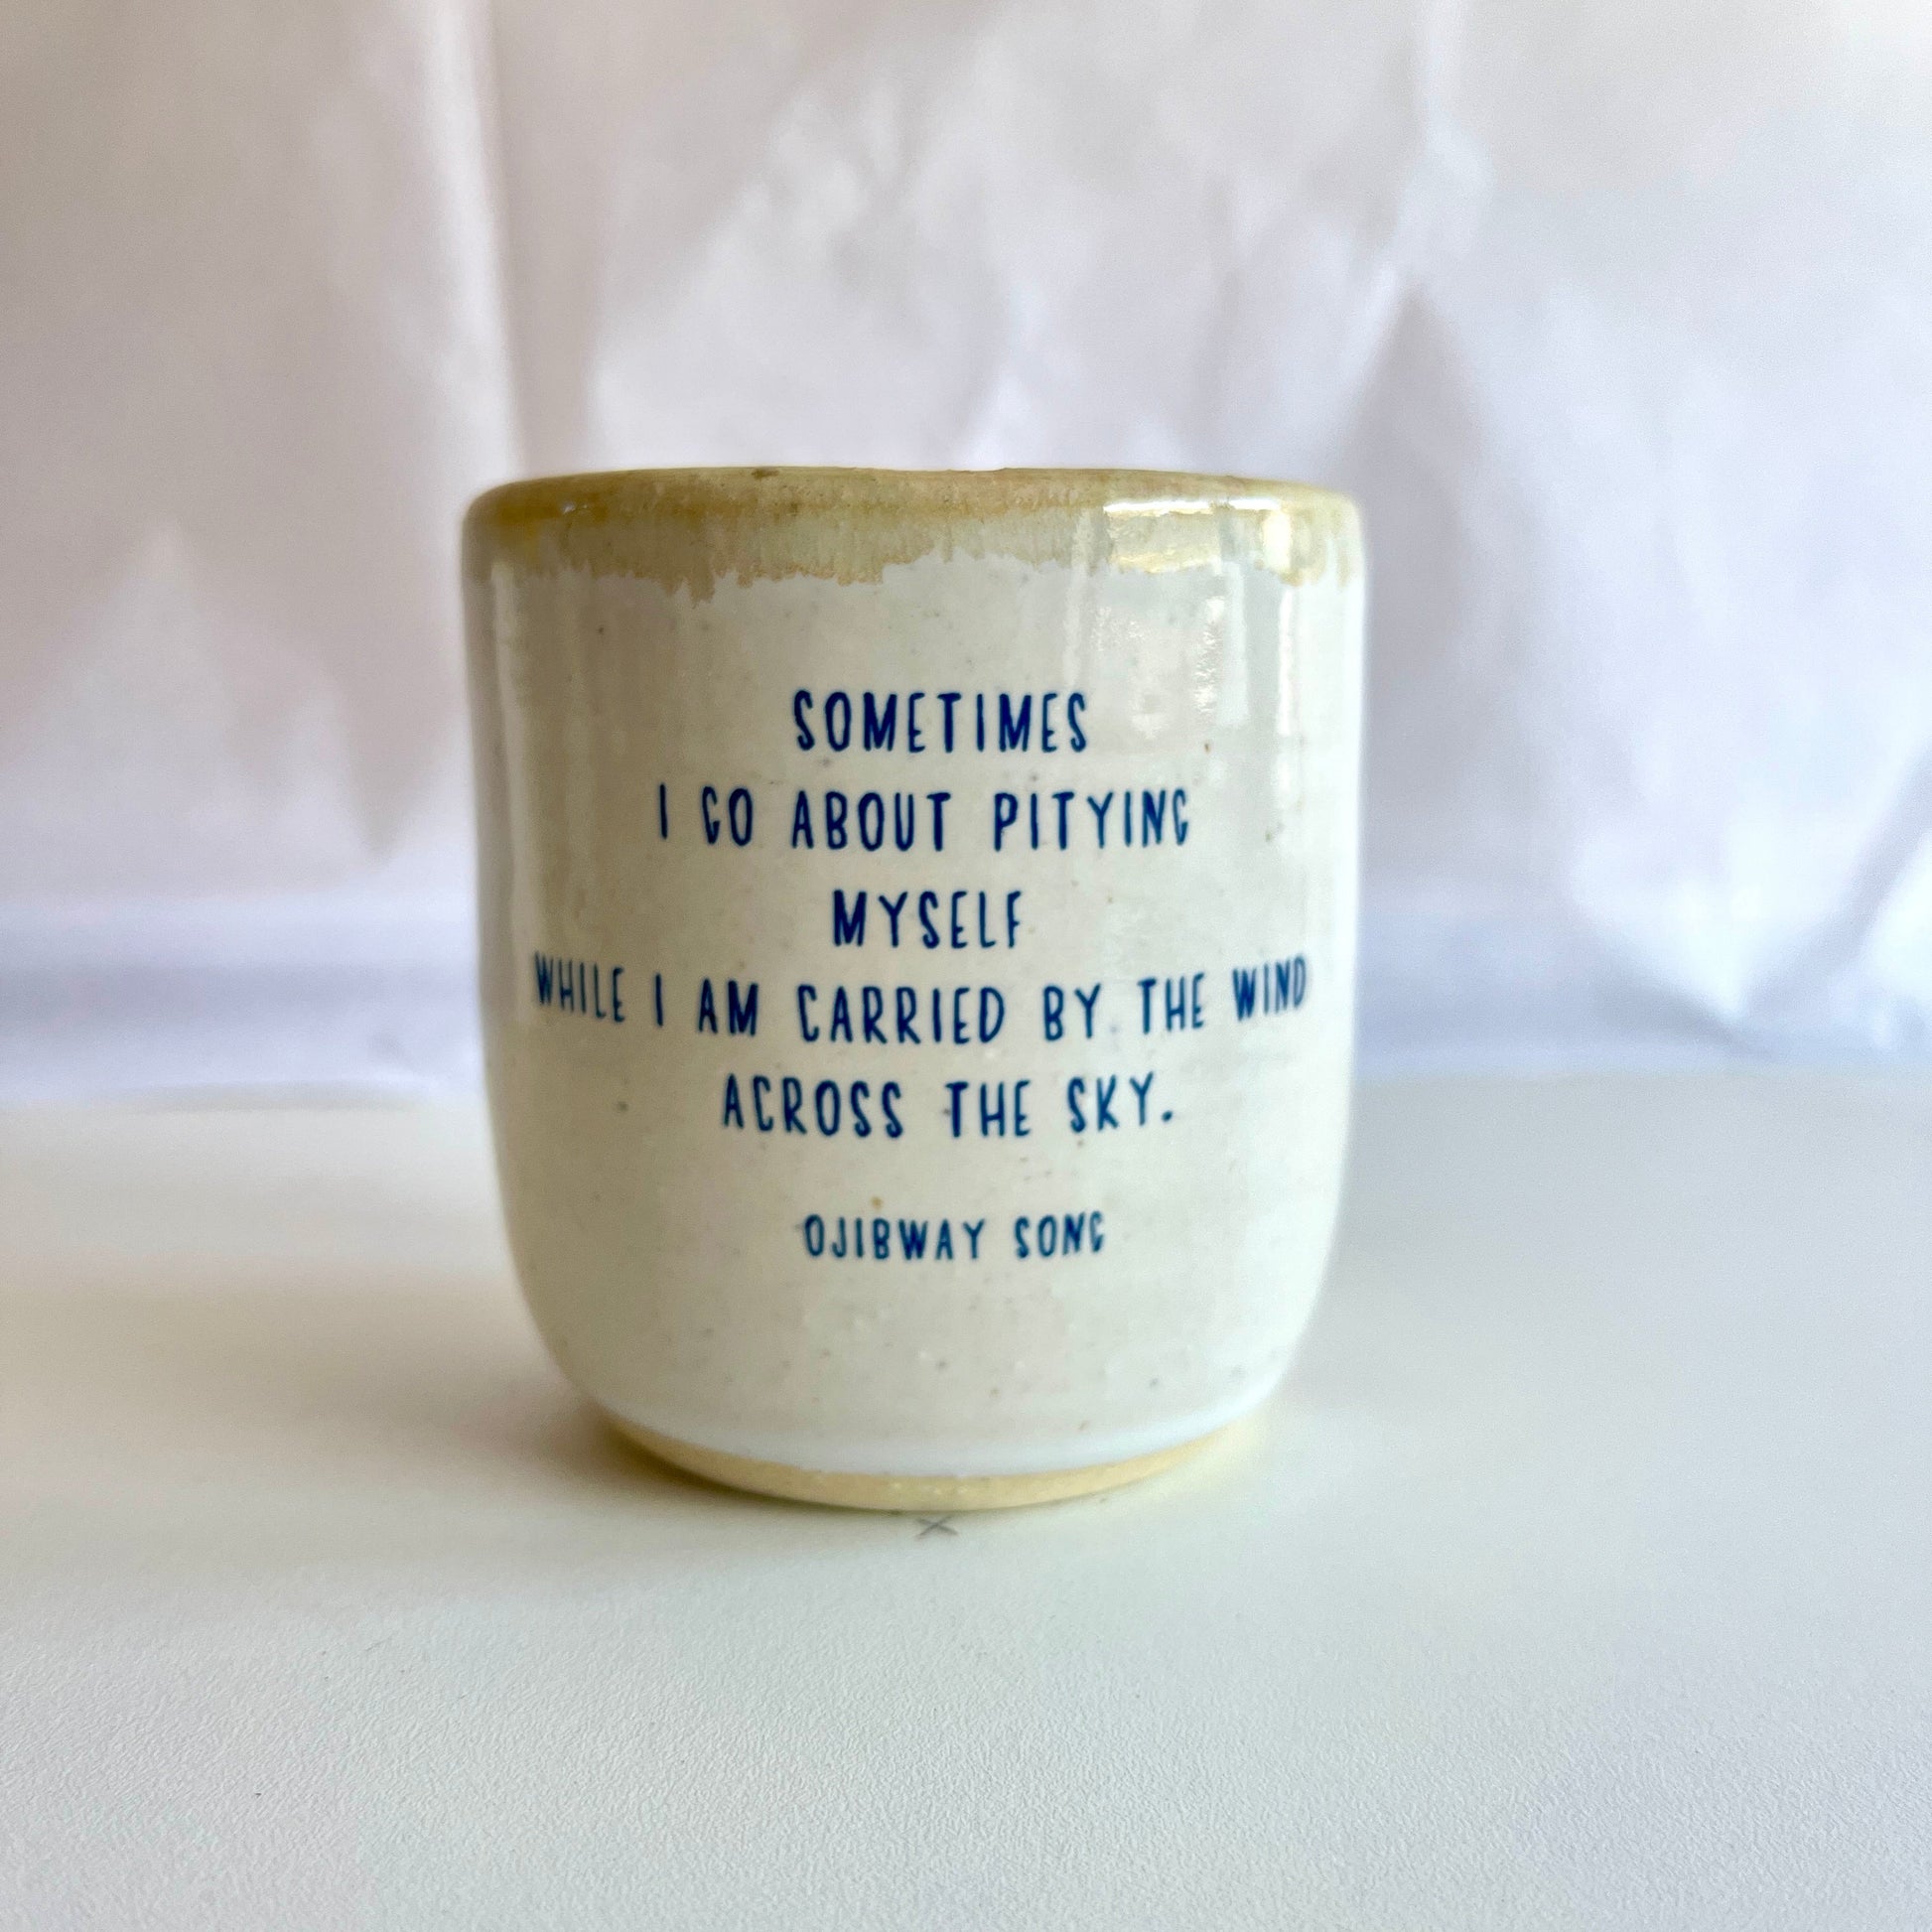 SOMETIMES
I GO ABOUT PITYING
MYSELF
WHILE I AM CARRIED BY THE WIND
ACROSS THE SKY.
OJIBWAY SONG